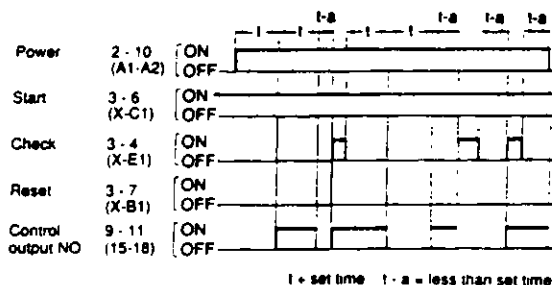 t t t-a t t t-a t-a t-a
Power 2 - 10 (A1-A2) ON OFF
Start 3 - 6 (X-C1) ON OFF
Check 3 - 4 (X-E1) ON OFF
Reset 3 - 7 (X-B1) ON OFF
Control output NO 9 - 11 (15-18) ON OFF
t + set time t - a = less than set time